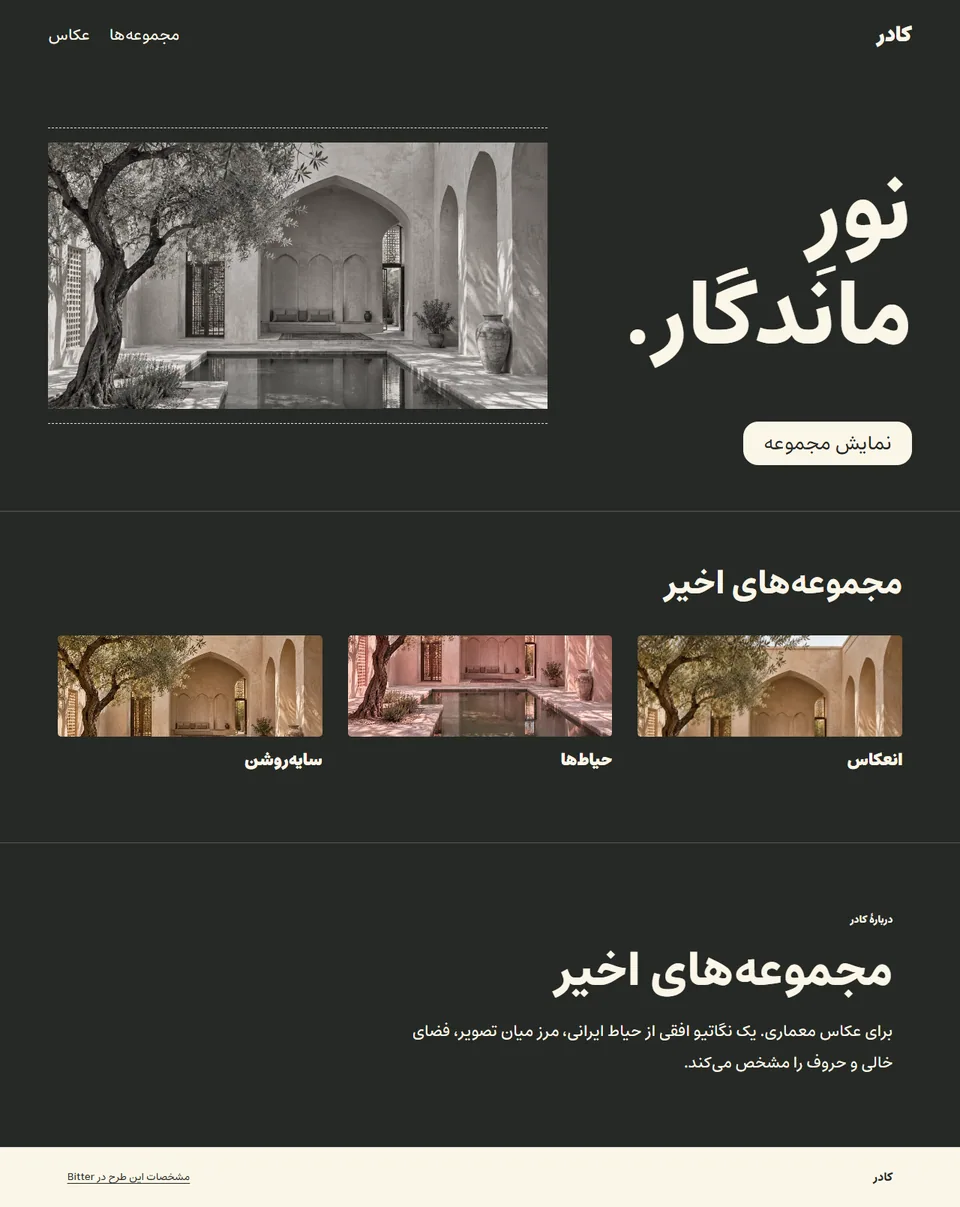 کادر
مجموعه‌ها
عکاس
نورِ
ماندگار.
نمایش مجموعه
مجموعه‌های اخیر
انعکاس
حیاط‌ها
سایه‌روشن
دربارهٔ کادر
مجموعه‌های اخیر
برای عکاس معماری. یک نگاتیو افقی از حیاط ایرانی، مرز میان تصویر، فضای
خالی و حروف را مشخص می‌کند.
کادر
مشخصات این طرح در Bitter